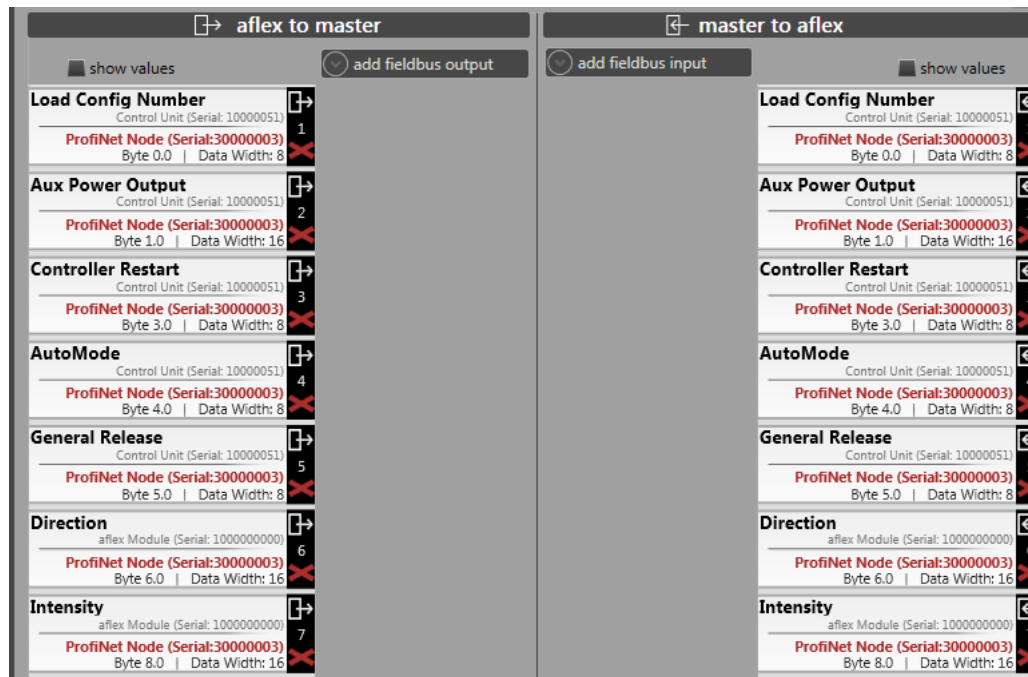 aflex to master
show values
add fieldbus output
Load Config Number
Control Unit (Serial: 10000051)
1
ProfiNet Node (Serial:30000003)
Byte 0.0 | Data Width: 8
Aux Power Output
Control Unit (Serial: 10000051)
2
ProfiNet Node (Serial:30000003)
Byte 1.0 | Data Width: 16
Controller Restart
Control Unit (Serial: 10000051)
3
ProfiNet Node (Serial:30000003)
Byte 3.0 | Data Width: 8
AutoMode
Control Unit (Serial: 10000051)
4
ProfiNet Node (Serial:30000003)
Byte 4.0 | Data Width: 8
General Release
Control Unit (Serial: 10000051)
5
ProfiNet Node (Serial:30000003)
Byte 5.0 | Data Width: 8
Direction
aflex Module (Serial: 1000000000)
6
ProfiNet Node (Serial:30000003)
Byte 6.0 | Data Width: 16
Intensity
aflex Module (Serial: 1000000000)
7
ProfiNet Node (Serial:30000003)
Byte 8.0 | Data Width: 16
master to aflex
add fieldbus input
show values
Load Config Number
Control Unit (Serial: 10000051)
ProfiNet Node (Serial:30000003)
Byte 0.0 | Data Width: 8
Aux Power Output
Control Unit (Serial: 10000051)
ProfiNet Node (Serial:30000003)
Byte 1.0 | Data Width: 16
Controller Restart
Control Unit (Serial: 10000051)
ProfiNet Node (Serial:30000003)
Byte 3.0 | Data Width: 8
AutoMode
Control Unit (Serial: 10000051)
ProfiNet Node (Serial:30000003)
Byte 4.0 | Data Width: 8
General Release
Control Unit (Serial: 10000051)
ProfiNet Node (Serial:30000003)
Byte 5.0 | Data Width: 8
Direction
aflex Module (Serial: 1000000000)
ProfiNet Node (Serial:30000003)
Byte 6.0 | Data Width: 16
Intensity
aflex Module (Serial: 1000000000)
ProfiNet Node (Serial:30000003)
Byte 8.0 | Data Width: 16